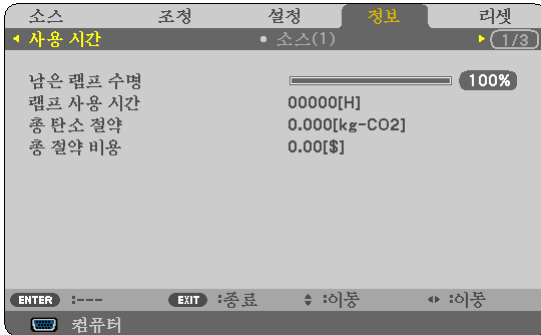 소스 조정 설정 정보 리셋
사용 시간 소스(1) 1/3
남은 램프 수명 100%
램프 사용 시간 00000[H]
총 탄소 절약 0.000[kg-CO2]
총 절약 비용 0.00[$]
ENTER :--- EXIT :종료 :이동 :이동
컴퓨터